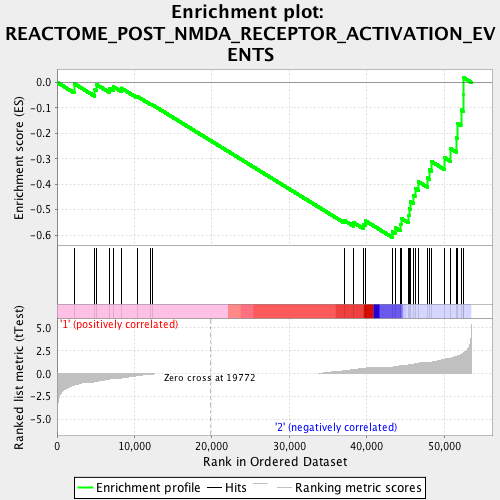 Enrichment plot:
REACTOME_POST_NMDA_RECEPTOR_ACTIVATION_EV
ENTS
Enrichment score (ES)
0.0
-0.1
-0.2
-0.3
-0.4
-0.5
-0.6
'1' (positively correlated)
Ranked list metric (tTest)
5.0
2.5
0.0
-2.5
-5.0
Zero cross at 19772
'2' (negatively correlated)
0
10,000
20,000
30,000
40,000
50,000
Rank in Ordered Dataset
Enrichment profile
Hits
Ranking metric scores